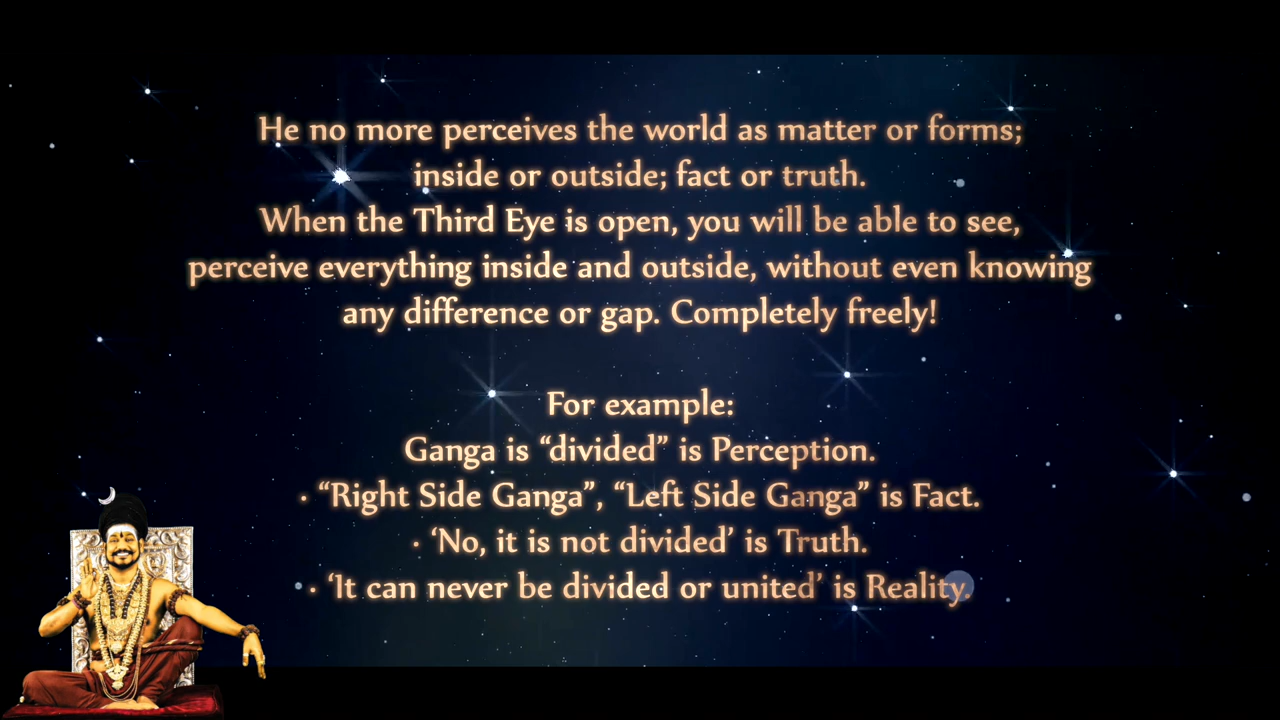 He no more perceives the world as matter or forms;
inside or outside; fact or truth.
When the Third Eye is open, you will be able to see,
perceive everything inside and outside, without even knowing
any difference or gap. Completely freely!
For example:
Ganga is “divided” is Perception.
• “Right Side Ganga”, “Left Side Ganga” is Fact.
• ‘No, it is not divided’ is Truth.
• ‘It can never be divided or united’ is Reality.